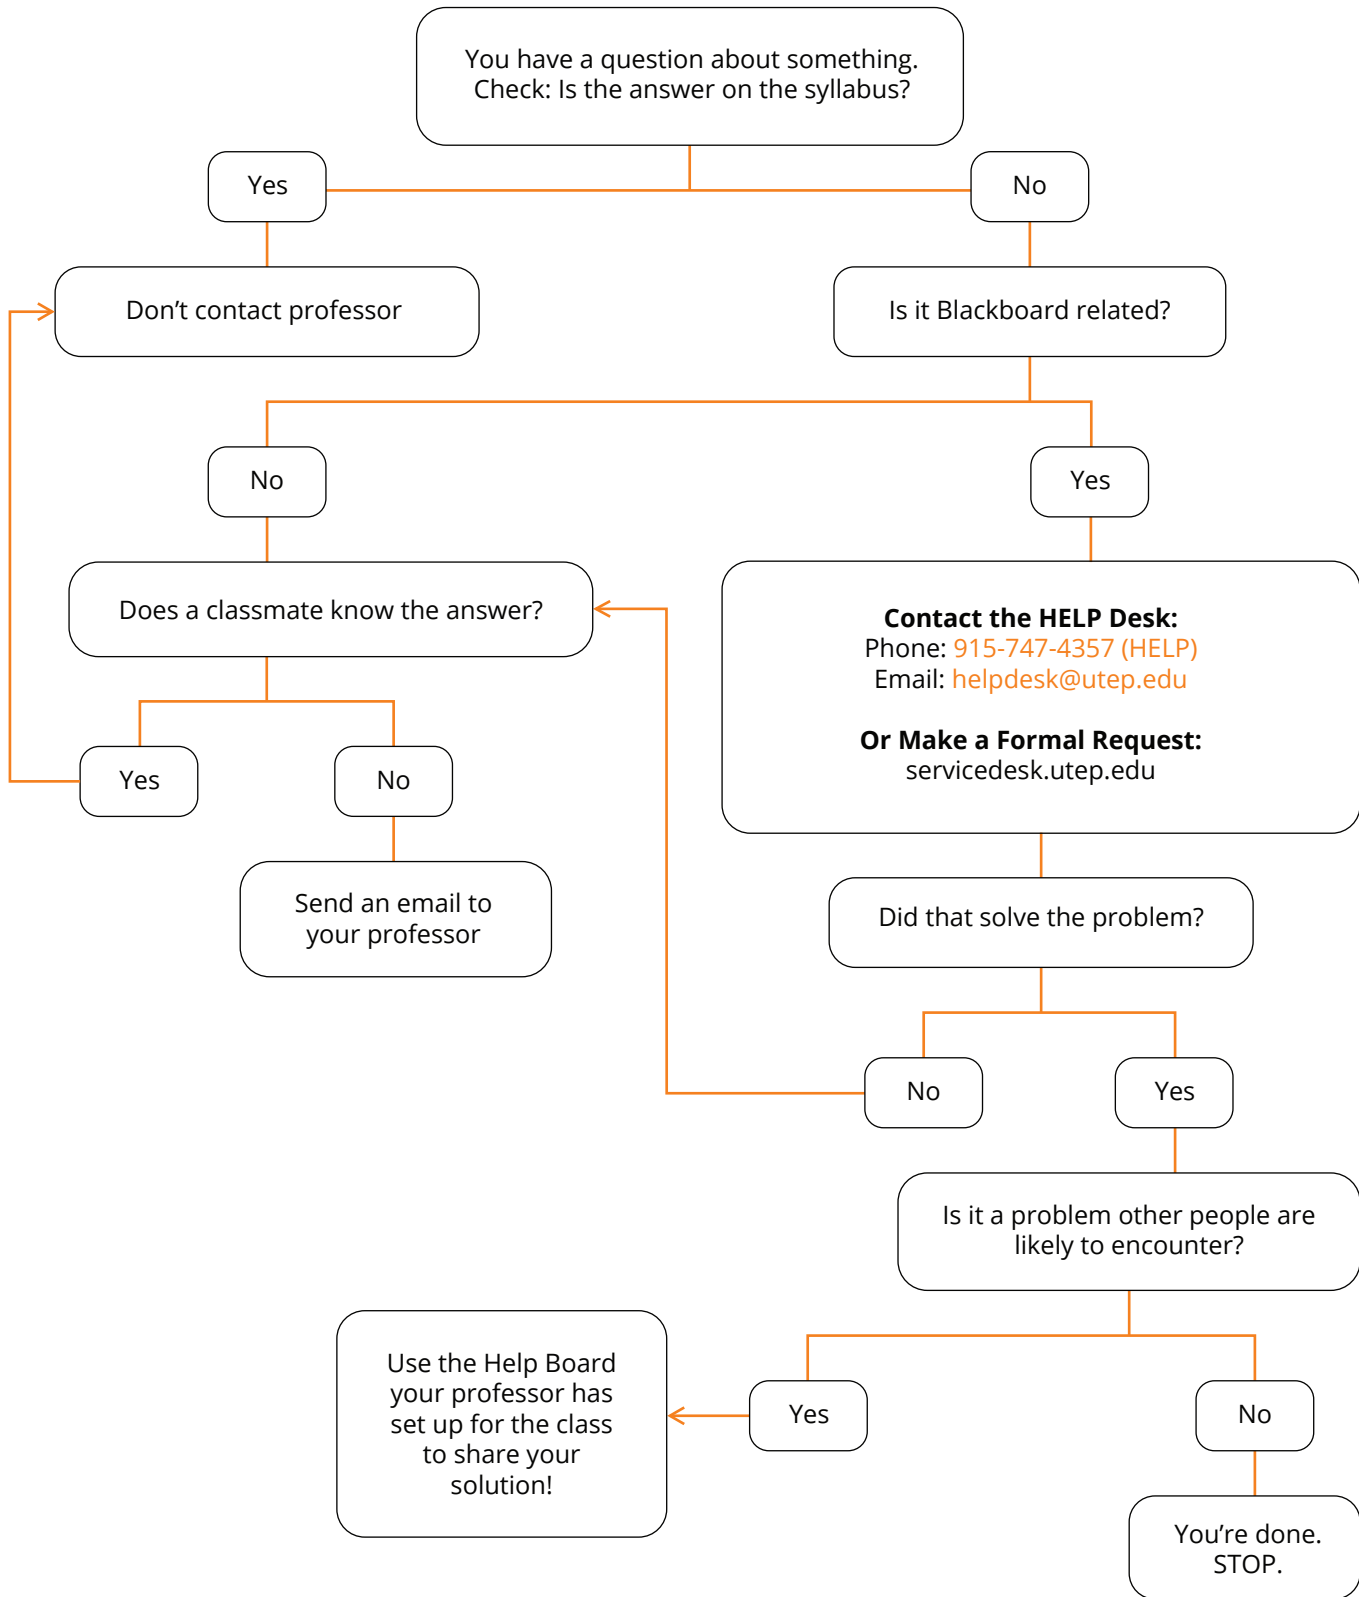 You have a question about something.
Check: Is the answer on the syllabus?
Yes
No
Don’t contact professor
Is it Blackboard related?
No
Yes
Does a classmate know the answer?
Contact the HELP Desk:
Phone: 915-747-4357 (HELP)
Email: helpdesk@utep.edu
Or Make a Formal Request:
servicedesk.utep.edu
Yes
No
Send an email to
your professor
Did that solve the problem?
No
Yes
Is it a problem other people are
likely to encounter?
Use the Help Board
your professor has
set up for the class
to share your
solution!
Yes
No
You’re done.
STOP.